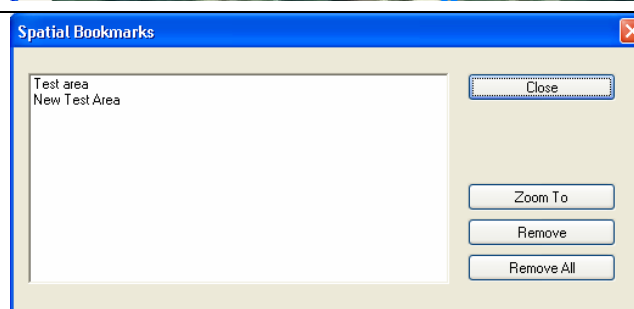 Spatial Bookmarks
Test area
New Test Area
Close
Zoom To
Remove
Remove All